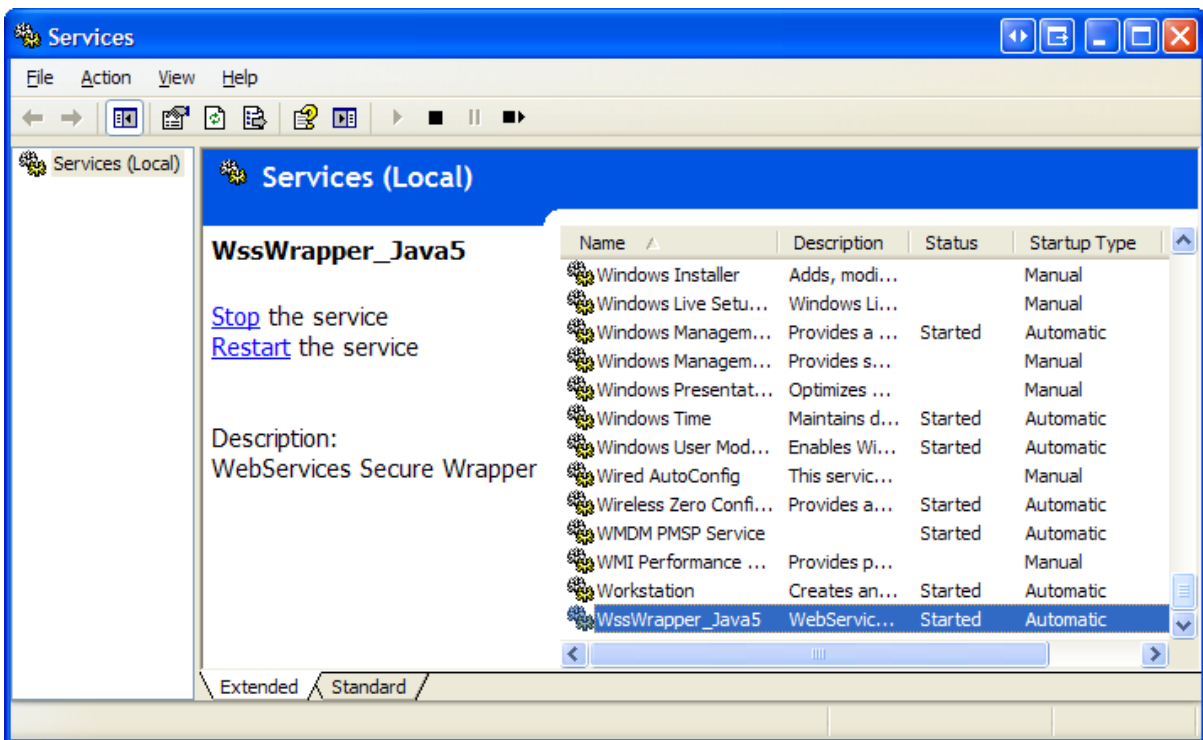 Services
File Action View Help
Services (Local)
Services (Local)
WssWrapper_Java5
Stop the service
Restart the service
Description:
WebServices Secure Wrapper
Name Description Status Startup Type
Windows Installer Adds, modi... Manual
Windows Live Setu... Windows Li... Manual
Windows Managem... Provides a ... Started Automatic
Windows Managem... Provides s... Manual
Windows Presentat... Optimizes ... Manual
Windows Time Maintains d... Started Automatic
Windows User Mod... Enables Wi... Started Automatic
Wired AutoConfig This servic... Manual
Wireless Zero Confi... Provides a... Started Automatic
WMDM PMSP Service Started Automatic
WMI Performance ... Provides p... Manual
Workstation Creates an... Started Automatic
WssWrapper_Java5 WebServic... Started Automatic
Extended Standard